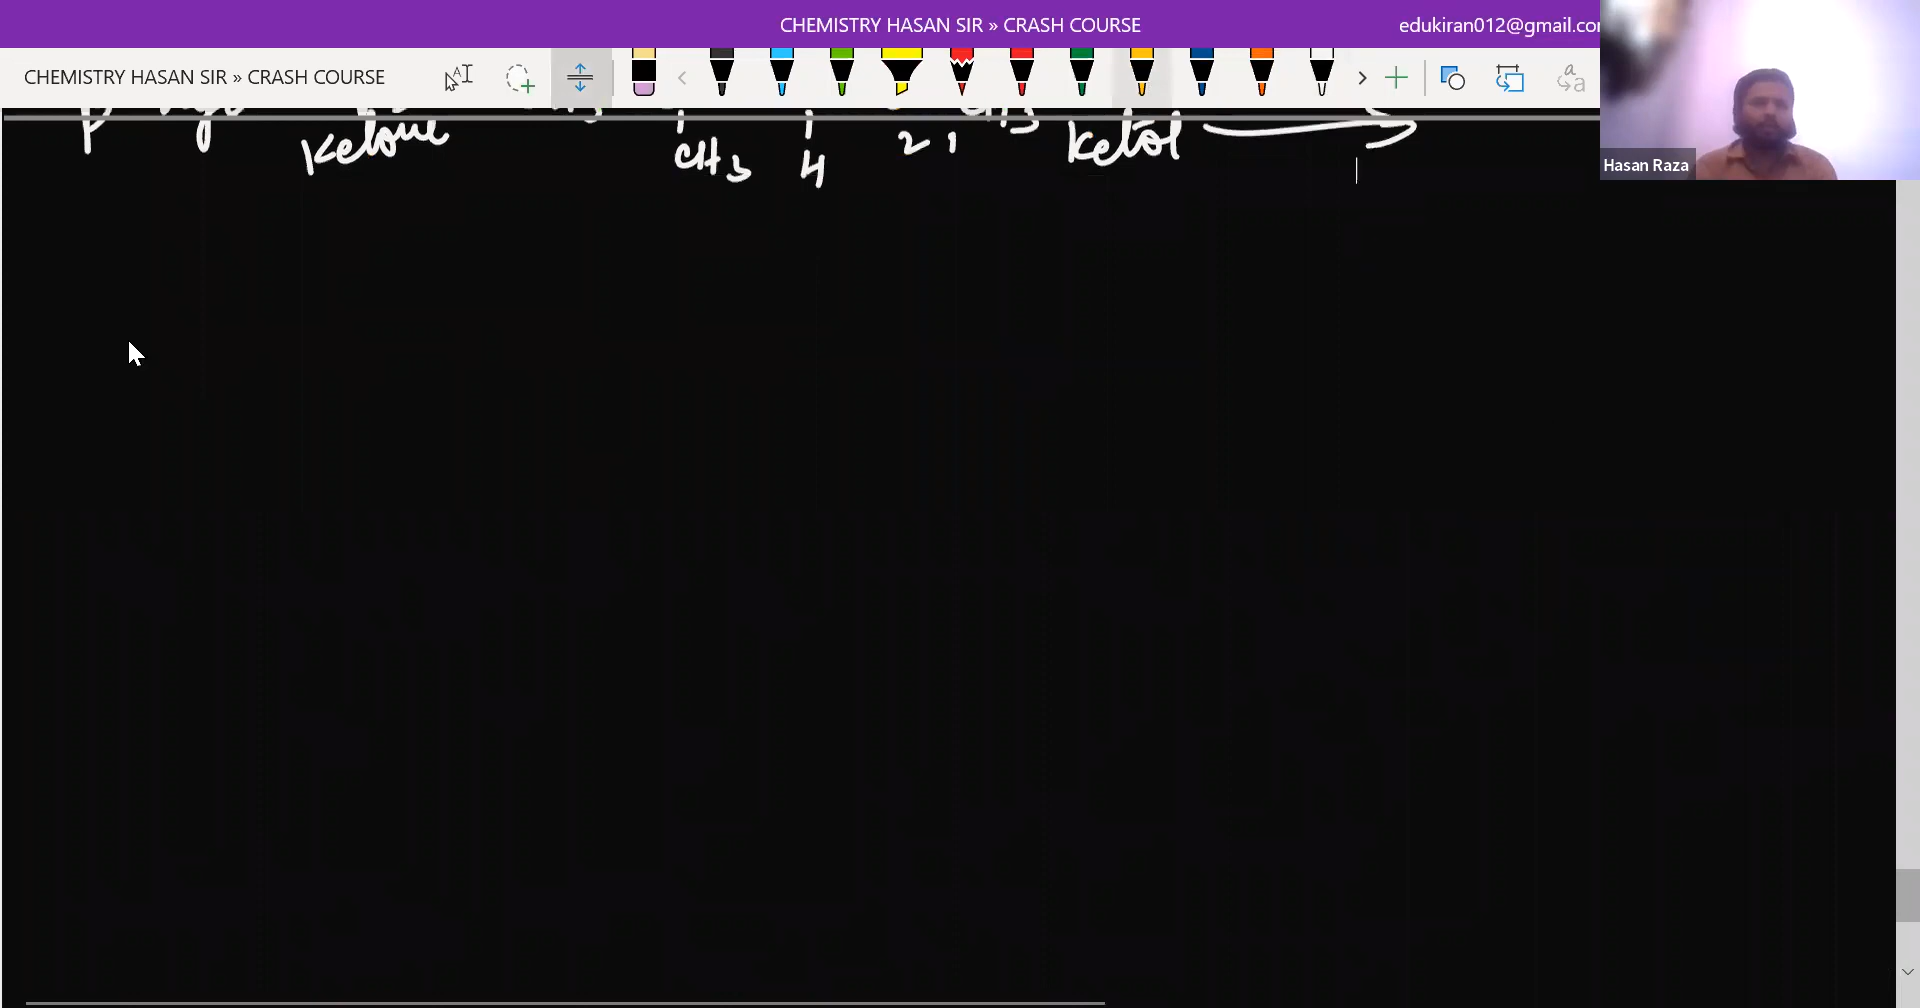 CHEMISTRY HASAN SIR » CRASH COURSE
edukiran012@gmail.co
CHEMISTRY HASAN SIR » CRASH COURSE
Hasan Raza
Ketone
CH3
4
2 1
CH3
Ketol